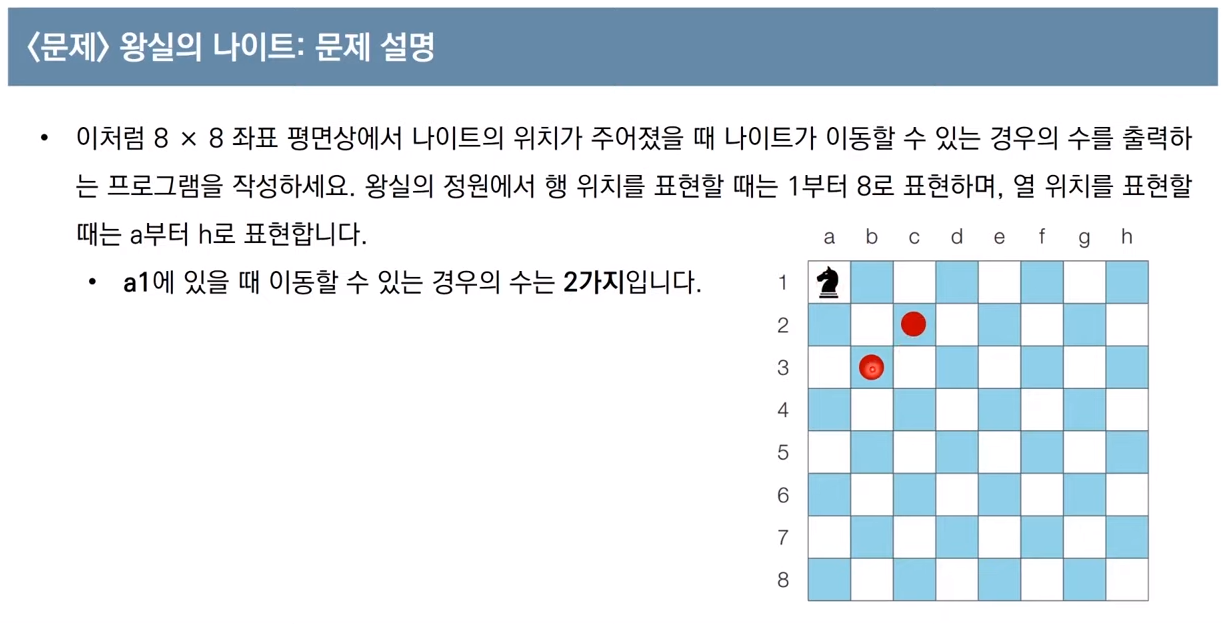 <문제> 왕실의 나이트: 문제 설명
• 이처럼 8 × 8 좌표 평면상에서 나이트의 위치가 주어졌을 때 나이트가 이동할 수 있는 경우의 수를 출력하
는 프로그램을 작성하세요. 왕실의 정원에서 행 위치를 표현할 때는 1부터 8로 표현하며, 열 위치를 표현할
때는 a부터 h로 표현합니다.
• a1에 있을 때 이동할 수 있는 경우의 수는 2가지입니다.
a b c d e f g h
1
2
3
4
5
6
7
8